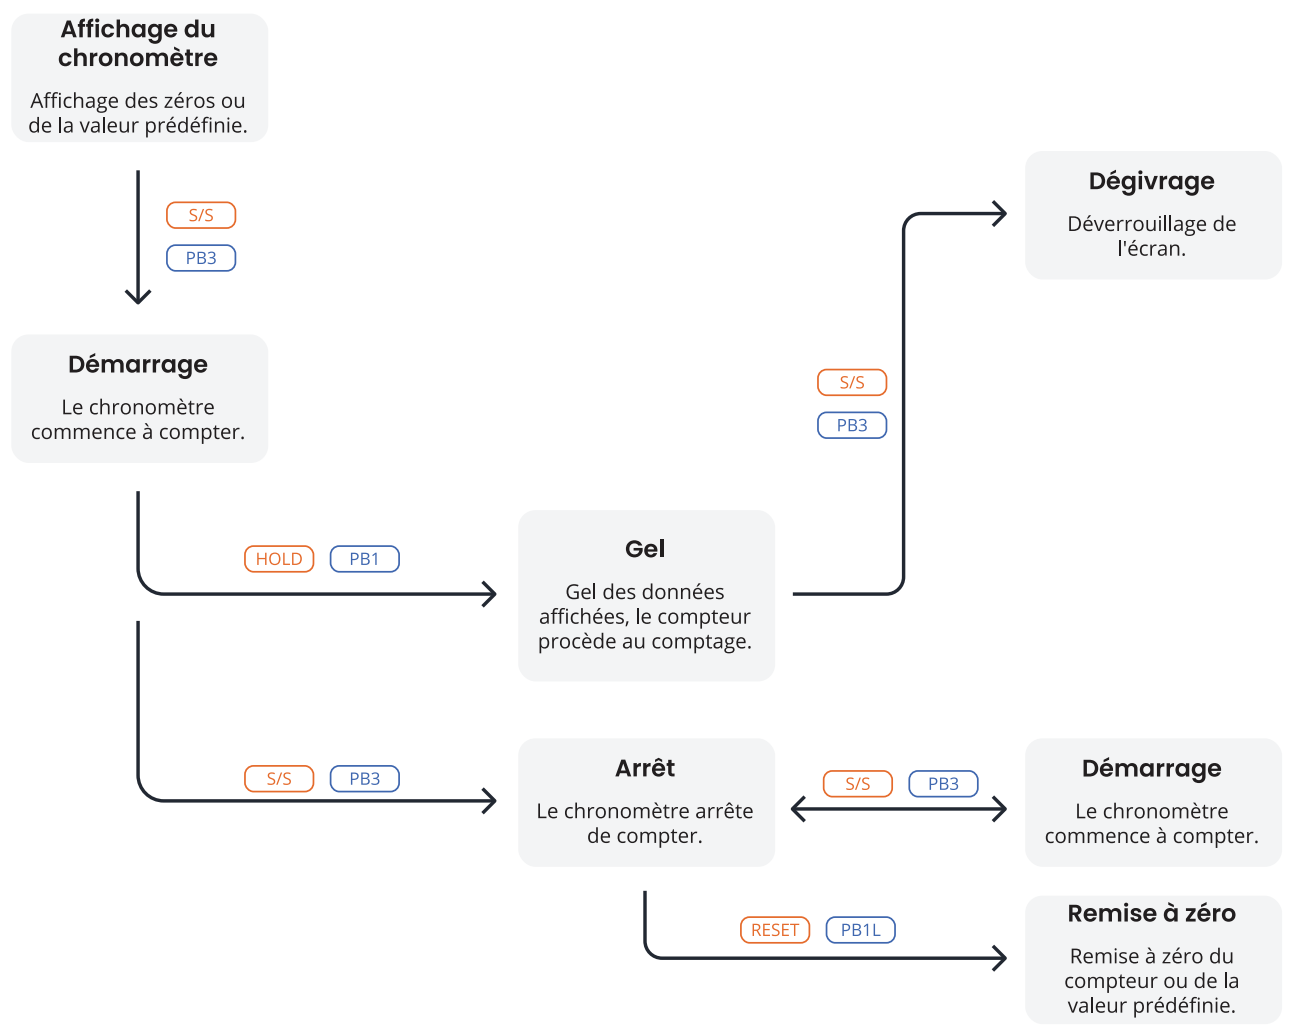 Affichage du
chronomètre
Affichage des zéros ou
de la valeur prédéfinie.
S/S
PB3
Démarrage
Le chronomètre
commence à compter.
HOLD PB1
Gel
Gel des données
affichées, le compteur
procède au comptage.
S/S
PB3
Dégivrage
Déverrouillage de
l'écran.
S/S PB3
Arrêt
Le chronomètre arrête
de compter.
S/S PB3
Démarrage
Le chronomètre
commence à compter.
RESET PB1L
Remise à zéro
Remise à zéro du
compteur ou de la
valeur prédéfinie.